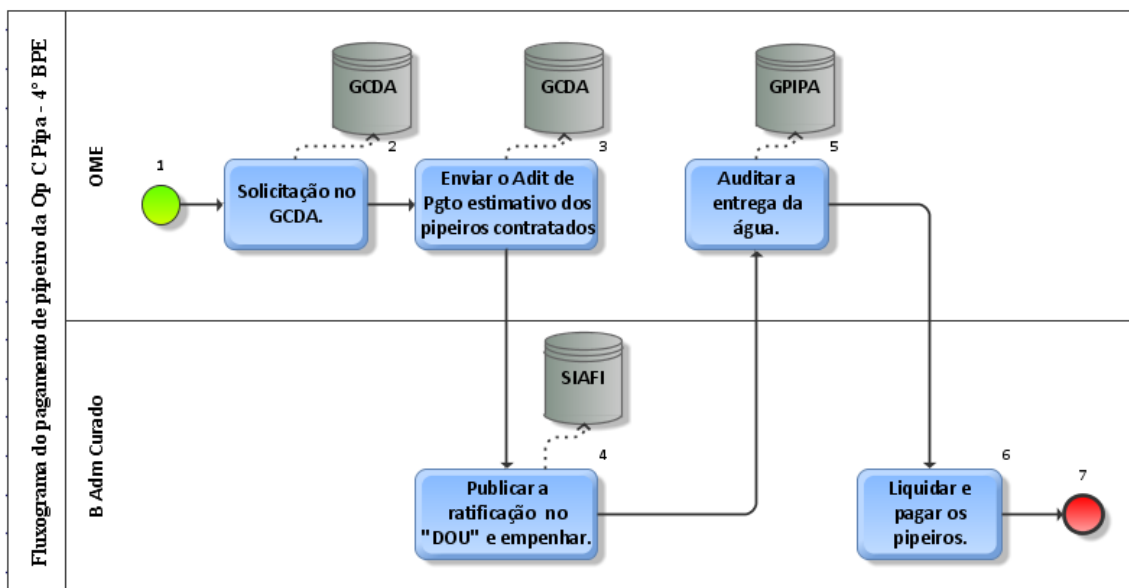 Fluxograma do pagamento de pipeiro da Op C Pipa - 4° BPE
OME
GCDA
GCDA
GPIPA
1
2
3
5
Solicitação no
GCDA.
Enviar o Adit de
Pgto estimativo dos
pipeiros contratados
Auditar a
entrega da
água.
B Adm Curado
SIAFI
4
6
7
Publicar a
ratificação no
"DOU" e empenhar.
Liquidar e
pagar os
pipeiros.